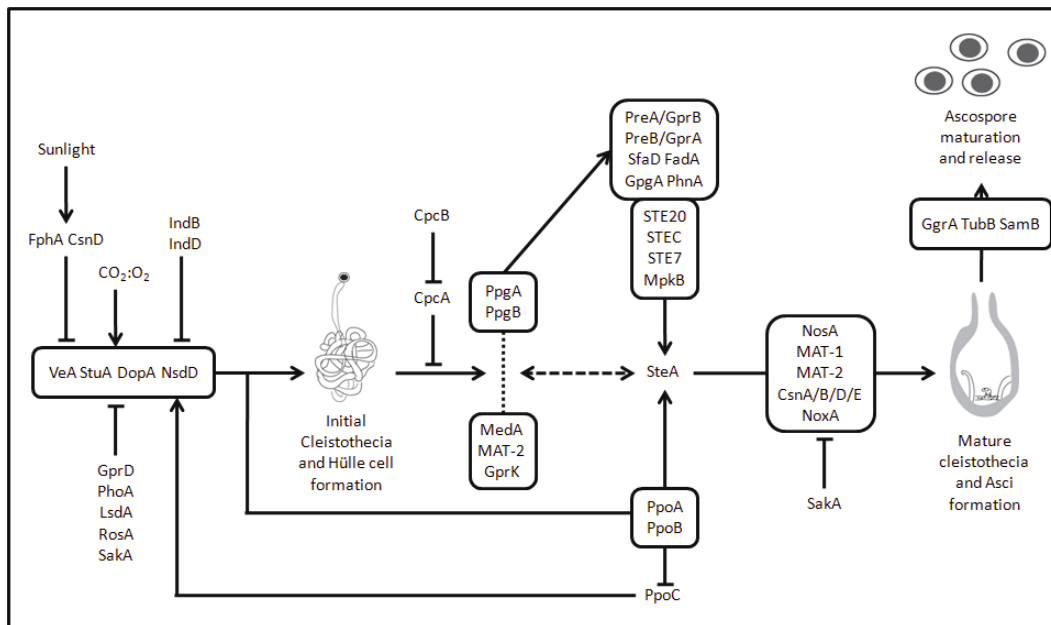 Sunlight
FphA CsnD
CO₂:O₂
IndB
IndD
VeA StuA DopA NsdD
GprD
PhoA
LsdA
RosA
SakA
Initial
Cleistothecia
and Hülle cell
formation
CpcB
CpcA
PpgA
PpgB
MedA
MAT-2
GprK
PreA/GprB
PreB/GprA
SfaD FadA
GpgA PhnA
STE20
STEC
STE7
MpkB
SteA
PpoA
PpoB
PpoC
NosA
MAT-1
MAT-2
CsnA/B/D/E
NoxA
SakA
Ascospore
maturation
and release
GgrA TubB SamB
Mature
cleistothecia
and Asci
formation